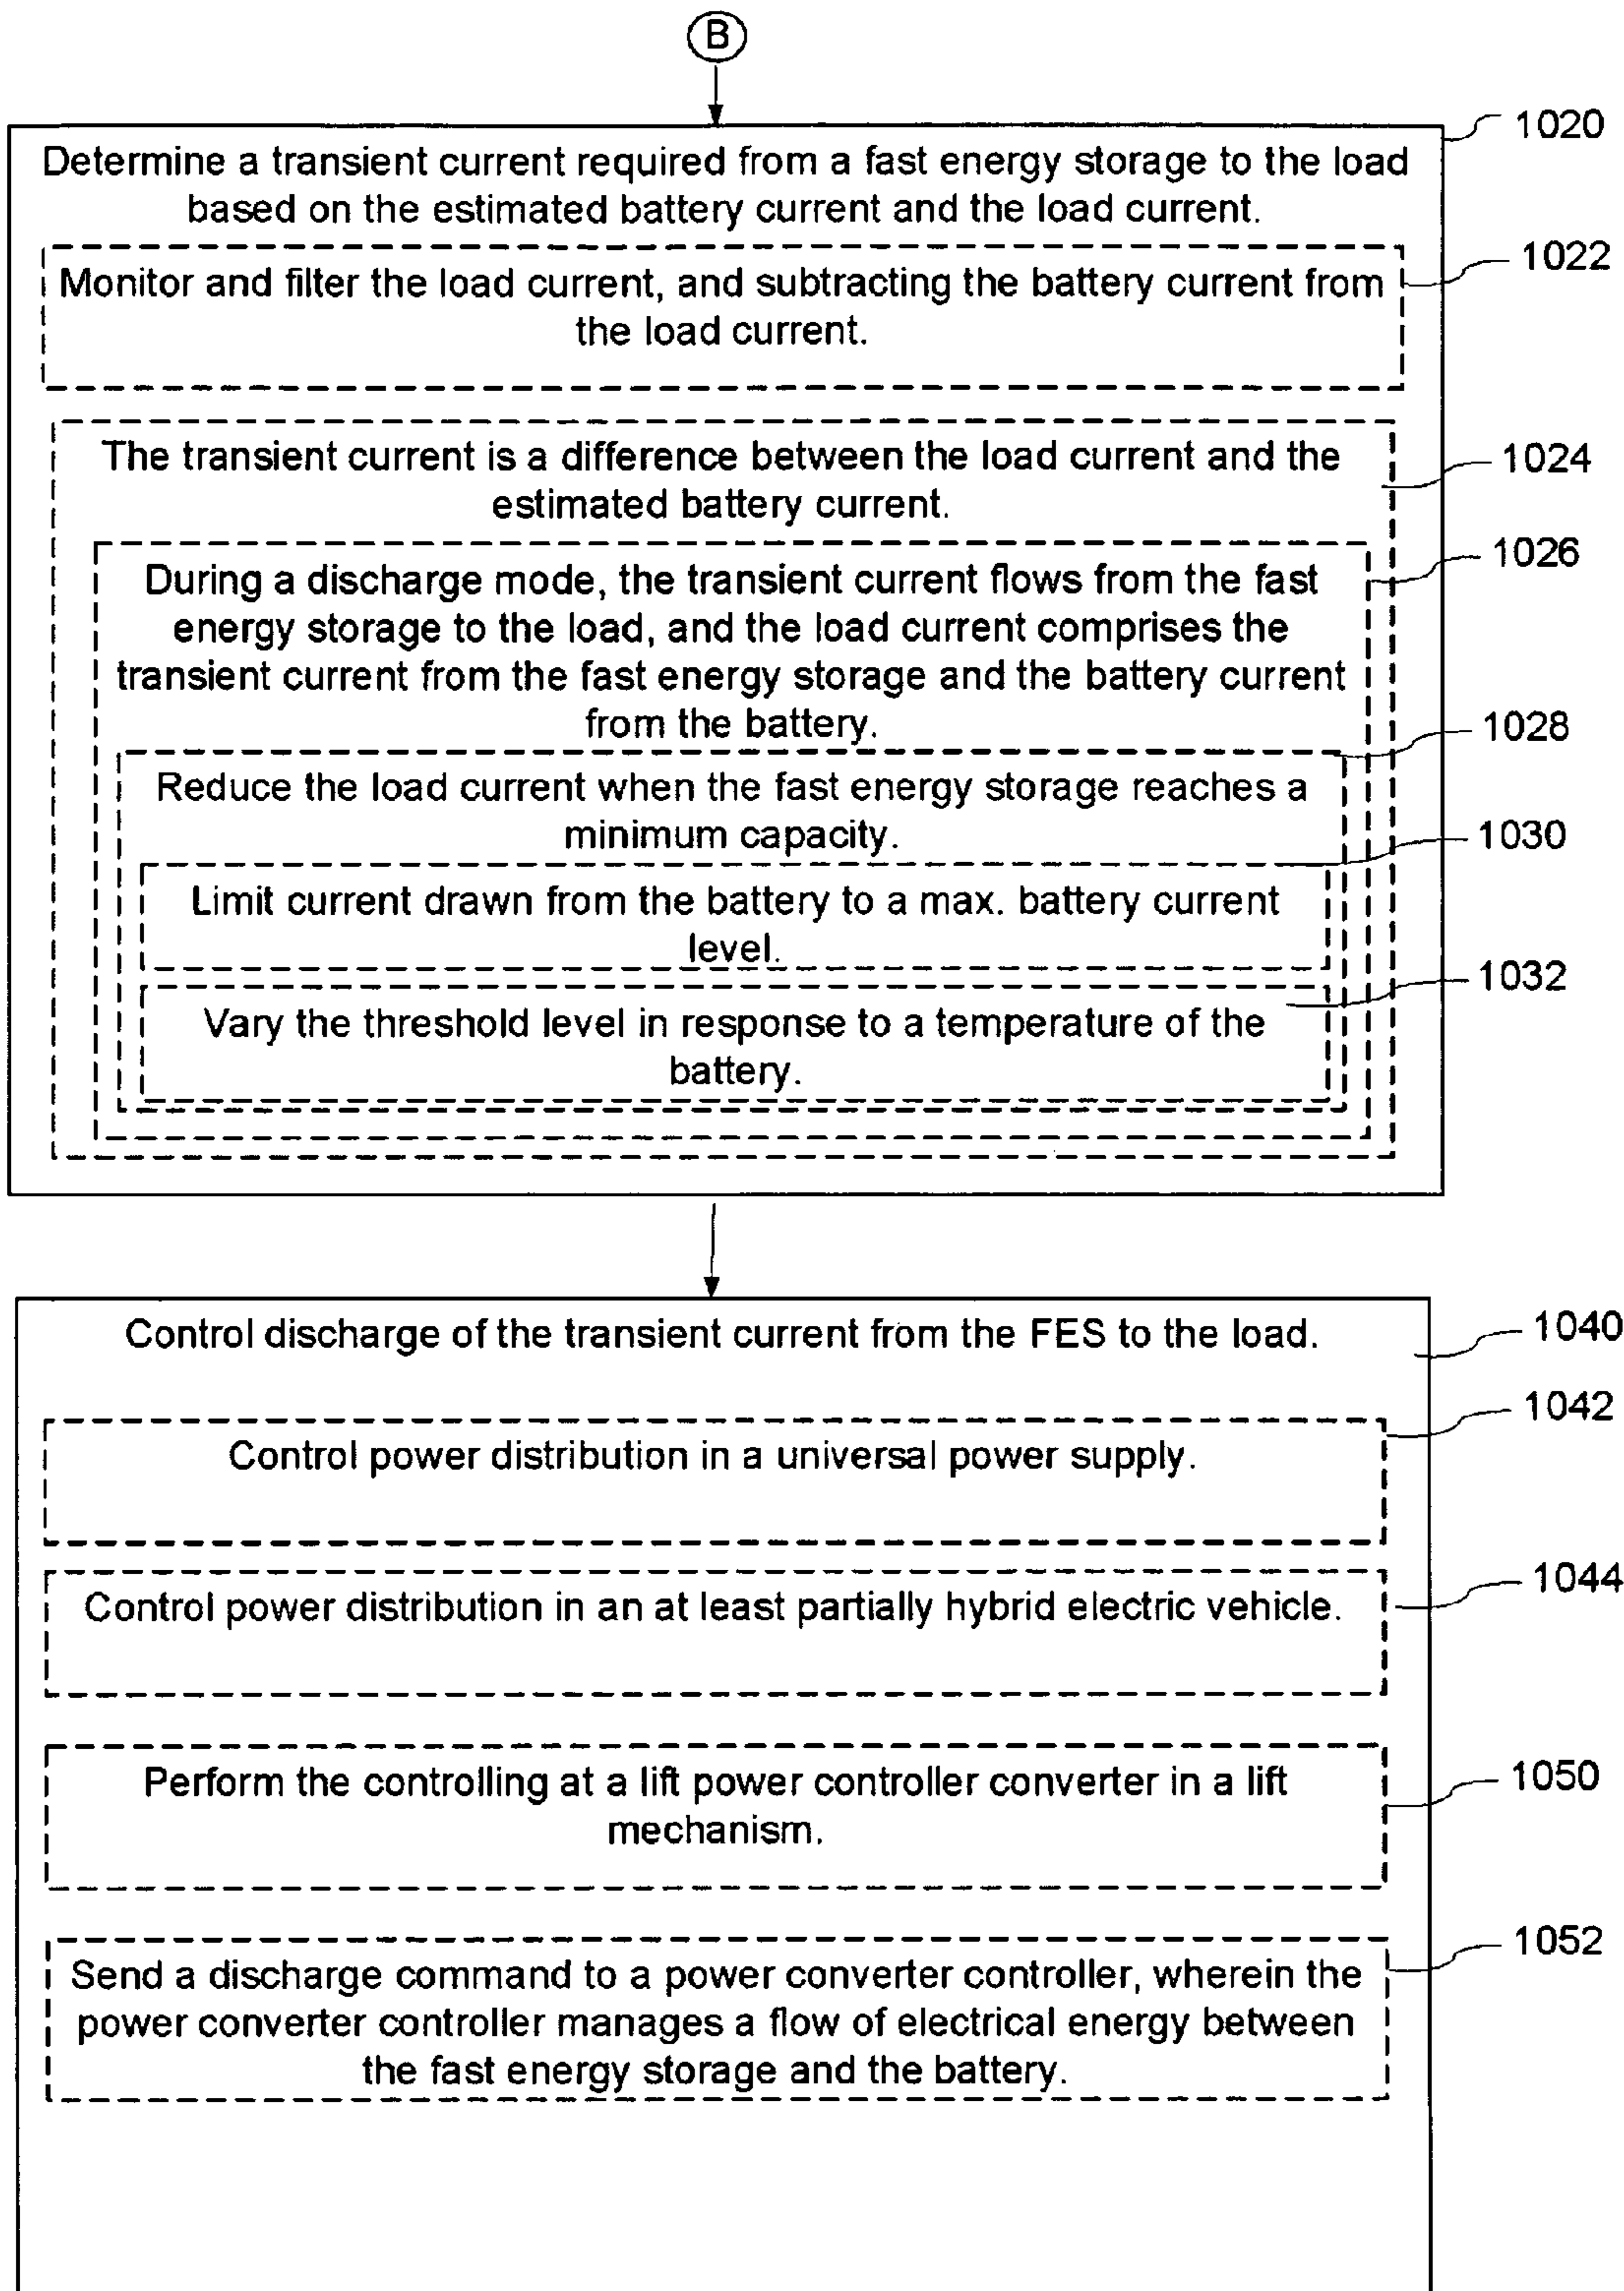 B
1020
Determine a transient current required from a fast energy storage to the load
based on the estimated battery current and the load current.
1022
Monitor and filter the load current, and subtracting the battery current from
the load current.
The transient current is a difference between the load current and the
1024
estimated battery current.
1026
During a discharge mode, the transient current flows from the fast
energy storage to the load, and the load current comprises the
transient current from the fast energy storage and the battery current
from the battery.
1028
Reduce the load current when the fast energy storage reaches a
minimum capacity.
1030
Limit current drawn from the battery to a max. battery current
level.
1032
Vary the threshold level in response to a temperature of the
battery.
Control discharge of the transient current from the FES to the load.
1040
1042
Control power distribution in a universal power supply.
1044
Control power distribution in an at least partially hybrid electric vehicle.
Perform the controlling at a lift power controller converter in a lift
1050
mechanism.
1052
Send a discharge command to a power converter controller, wherein the
power converter controller manages a flow of electrical energy between
the fast energy storage and the battery.